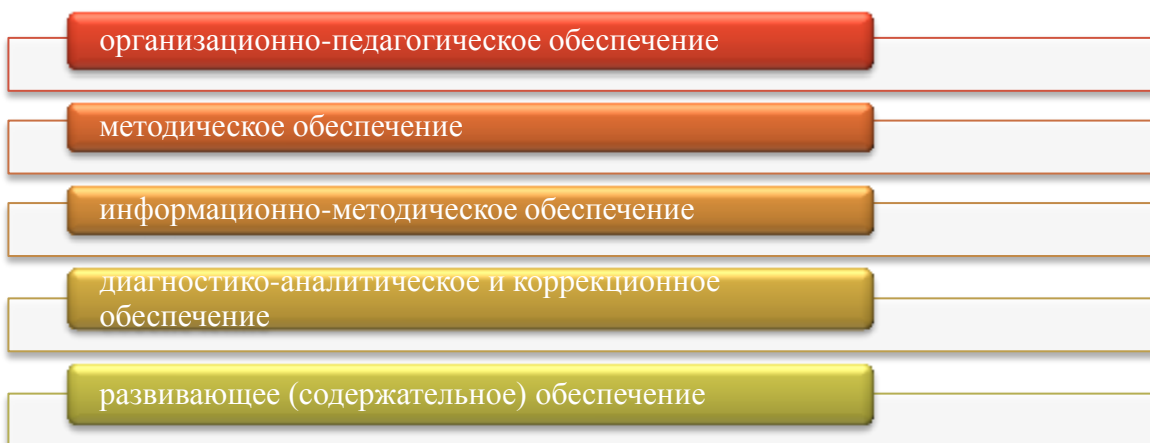 организационно-педагогическое обеспечение
методическое обеспечение
информационно-методическое обеспечение
диагностико-аналитическое и коррекционное
обеспечение
развивающее (содержательное) обеспечение